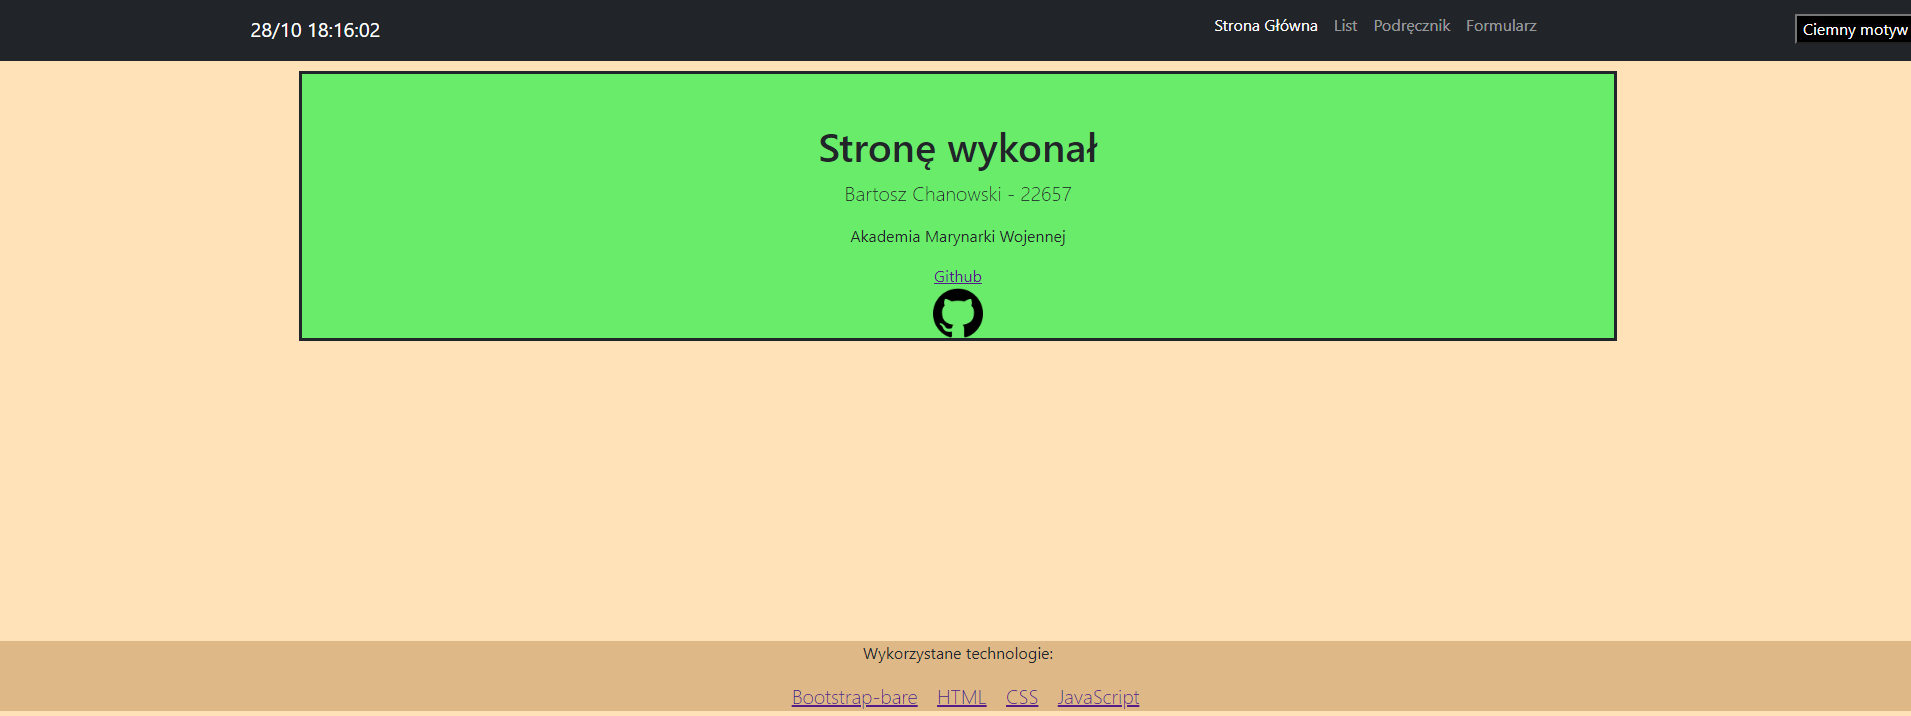 28/10 18:16:02
Strona Główna List Podręcznik Formularz
Ciemny motyw
Stronę wykonał
Bartosz Chanowski - 22657
Akademia Marynarki Wojennej
Github
Wykorzystane technologie:
Bootstrap-bare HTML CSS JavaScript